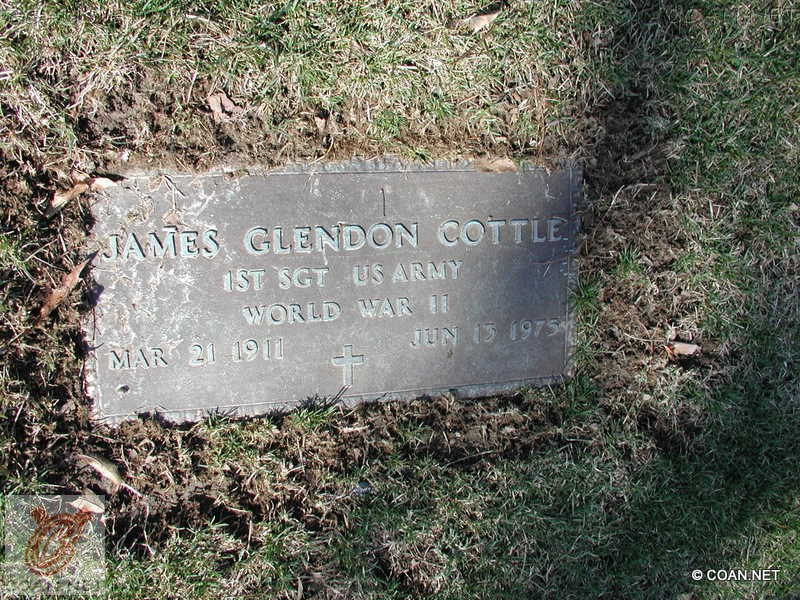 JAMES GLENDON COTTLE
1ST SGT US ARMY
WORLD WAR II
MAR 21 1911 JUN 13 1975
© COAN.NET